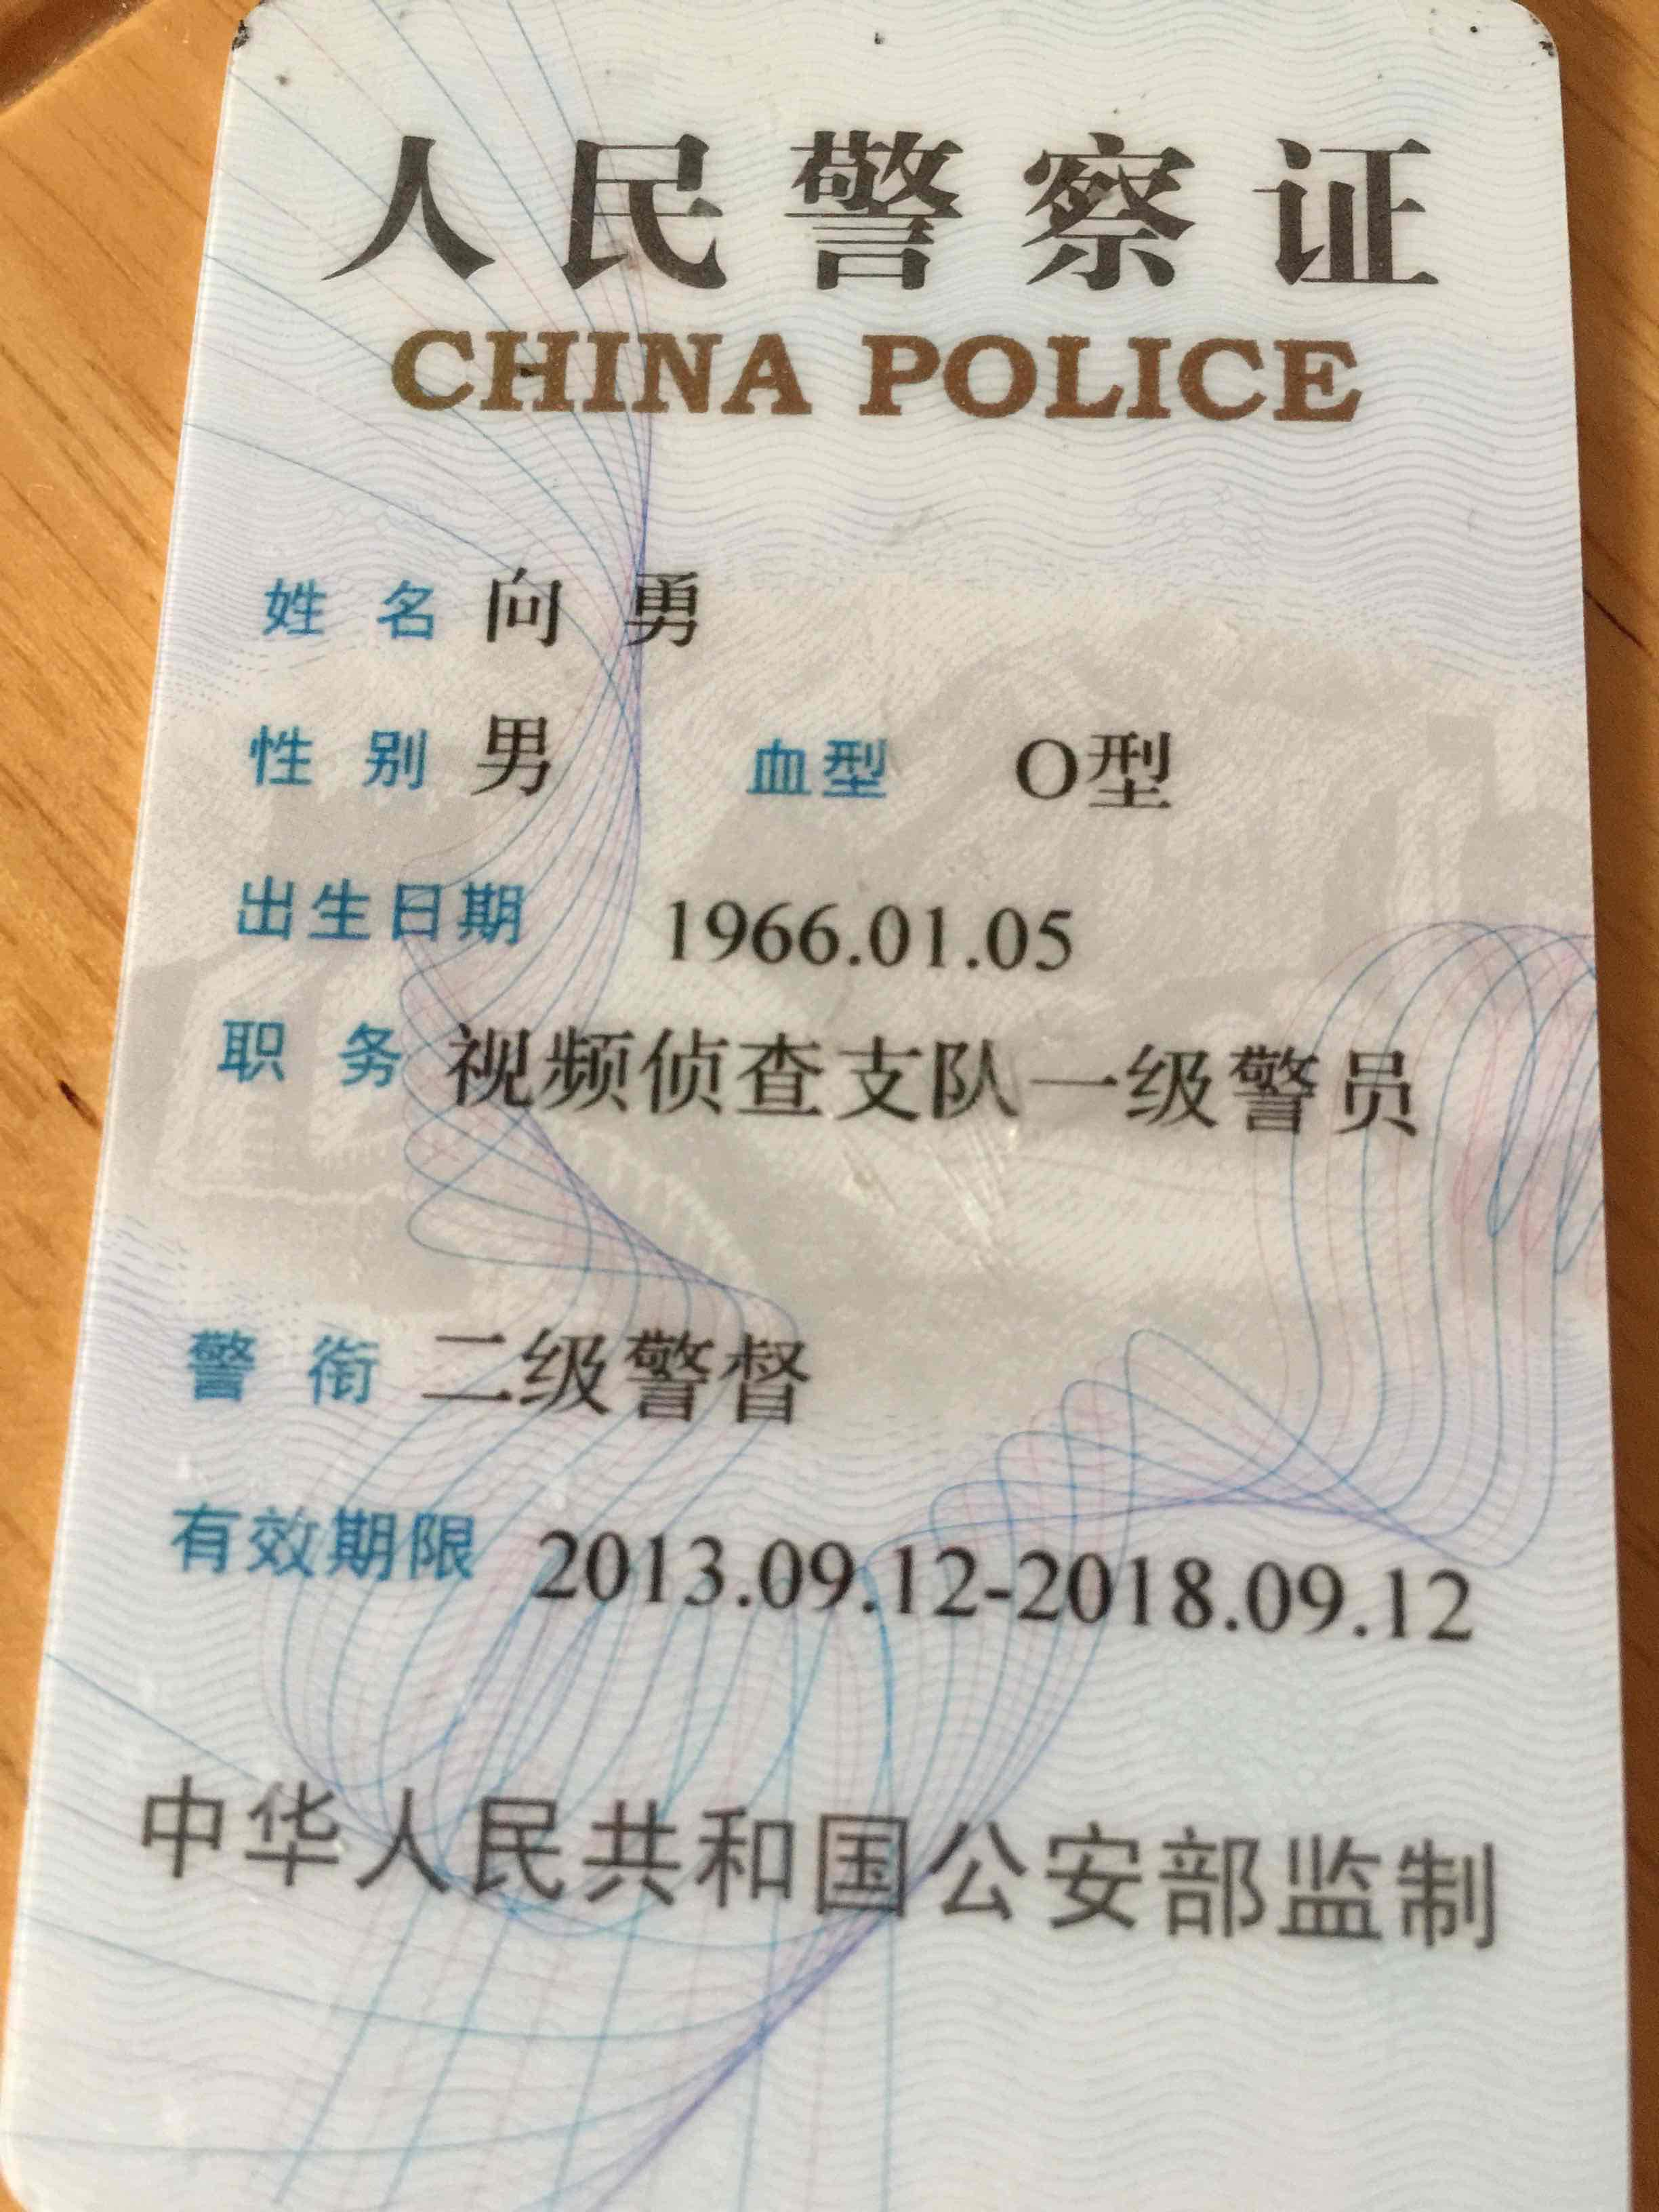 人民警察证
CHINA POLICE
姓 名 向 勇
性 别 男 血型 O型
出生日期 1966.01.05
职 务 视频侦查支队一级警员
警 衔 二级警督
有效期限 2013.09.12-2018.09.12
中华人民共和国公安部监制